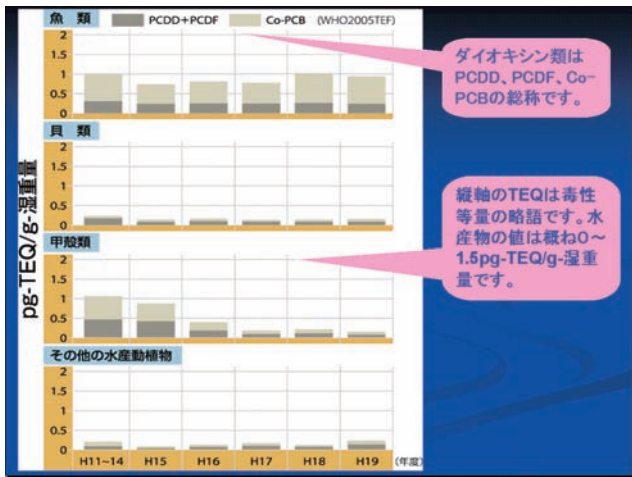 魚 類 PCDD+PCDF Co-PCB (WHO2005TEF)
2
1.5
1
0.5
0
貝 類
2
1.5
1
0.5
0
甲殻類
2
1.5
1
0.5
0
その他の水産動植物
2
1.5
1
0.5
0
H11~14 H15 H16 H17 H18 H19 (年度)
pg-TEQ/g-湿重量
ダイオキシン類は
PCDD、PCDF、Co-
PCBの総称です。
縦軸のTEQは毒性
等量の略語です。水
産物の値は概ね0～
1.5pg-TEQ/g-湿重
量です。